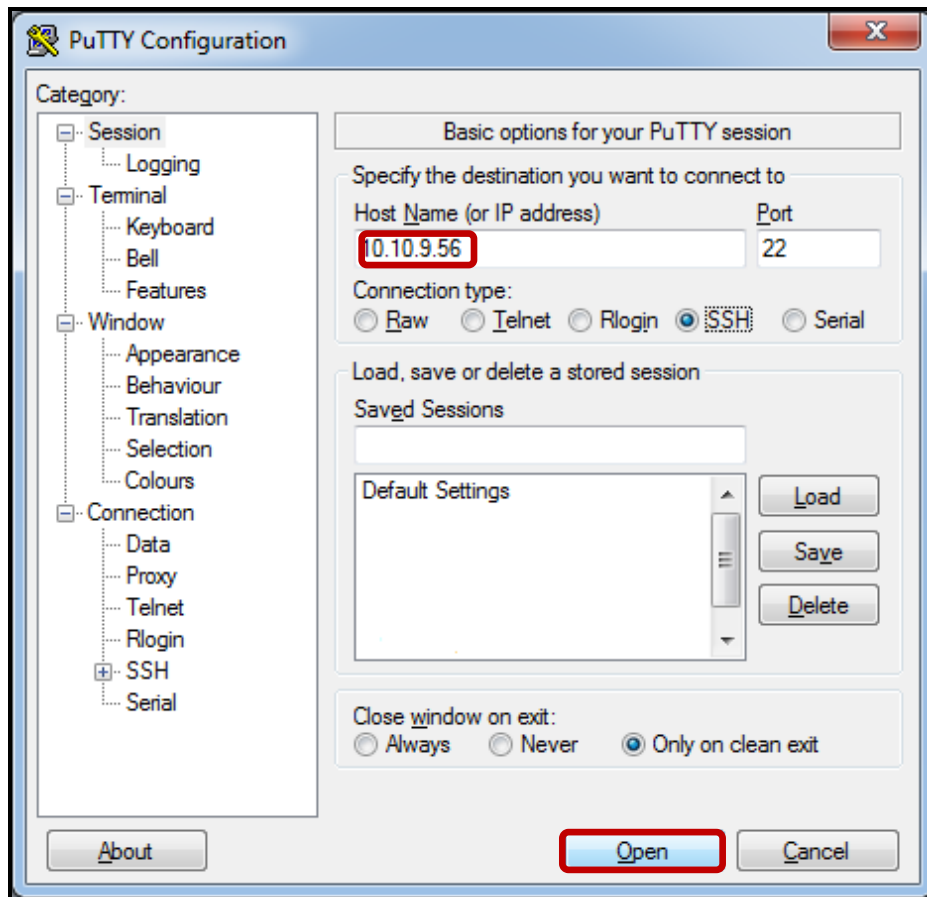 PuTTY Configuration
Category:
Session
Logging
Terminal
Keyboard
Bell
Features
Window
Appearance
Behaviour
Translation
Selection
Colours
Connection
Data
Proxy
Telnet
Rlogin
SSH
Serial
Basic options for your PuTTY session
Specify the destination you want to connect to
Host Name (or IP address) Port
10.10.9.56 22
Connection type:
Raw Telnet Rlogin SSH Serial
Load, save or delete a stored session
Saved Sessions
Default Settings
Load
Save
Delete
Close window on exit:
Always Never Only on clean exit
About Open Cancel